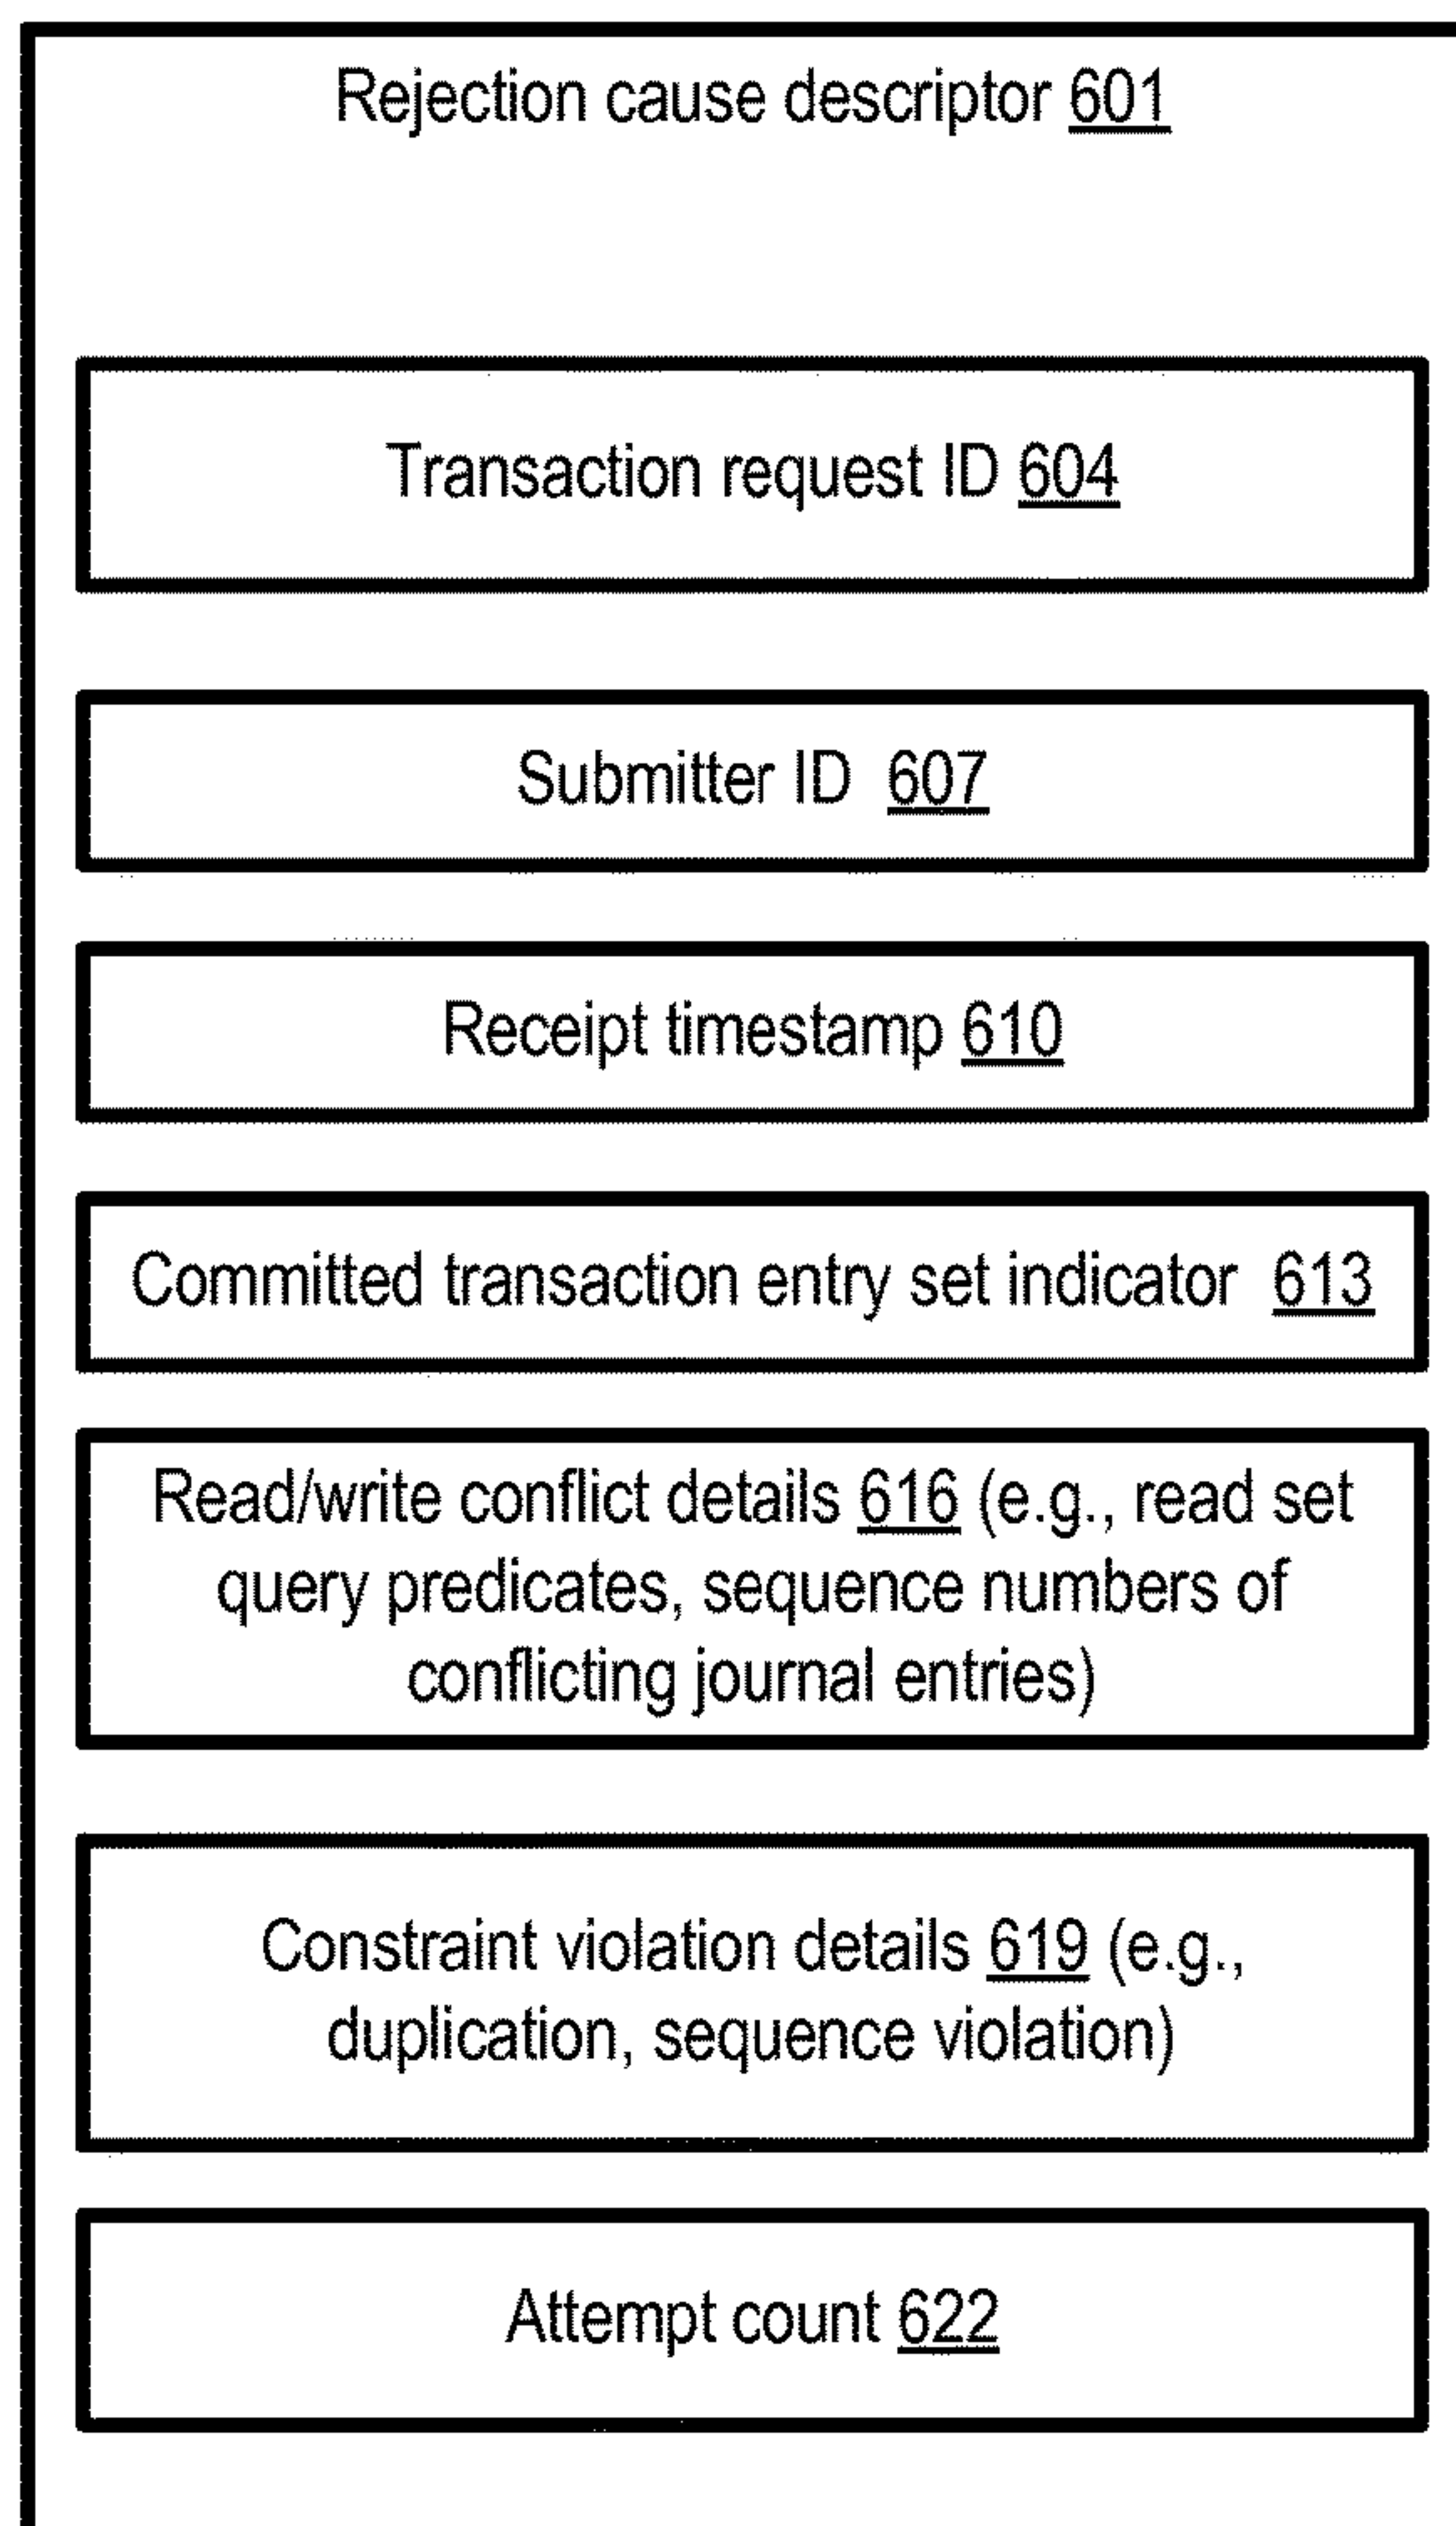 Rejection cause descriptor 601
Transaction request ID 604
Submitter ID 607
Receipt timestamp 610
Committed transaction entry set indicator 613
Read/write conflict details 616 (e.g., read set
query predicates, sequence numbers of
conflicting journal entries)
Constraint violation details 619 (e.g.,
duplication, sequence violation)
Attempt count 622